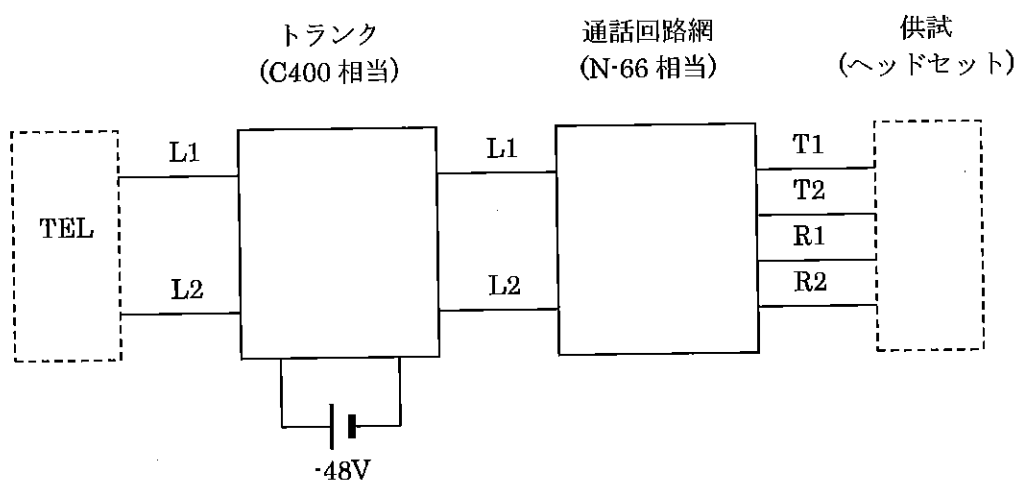 トランク
(C400 相当)
通話回路網
(N-66 相当)
供試
(ヘッドセット)
TEL
L1
L2
L1
L2
T1
T2
R1
R2
-48V